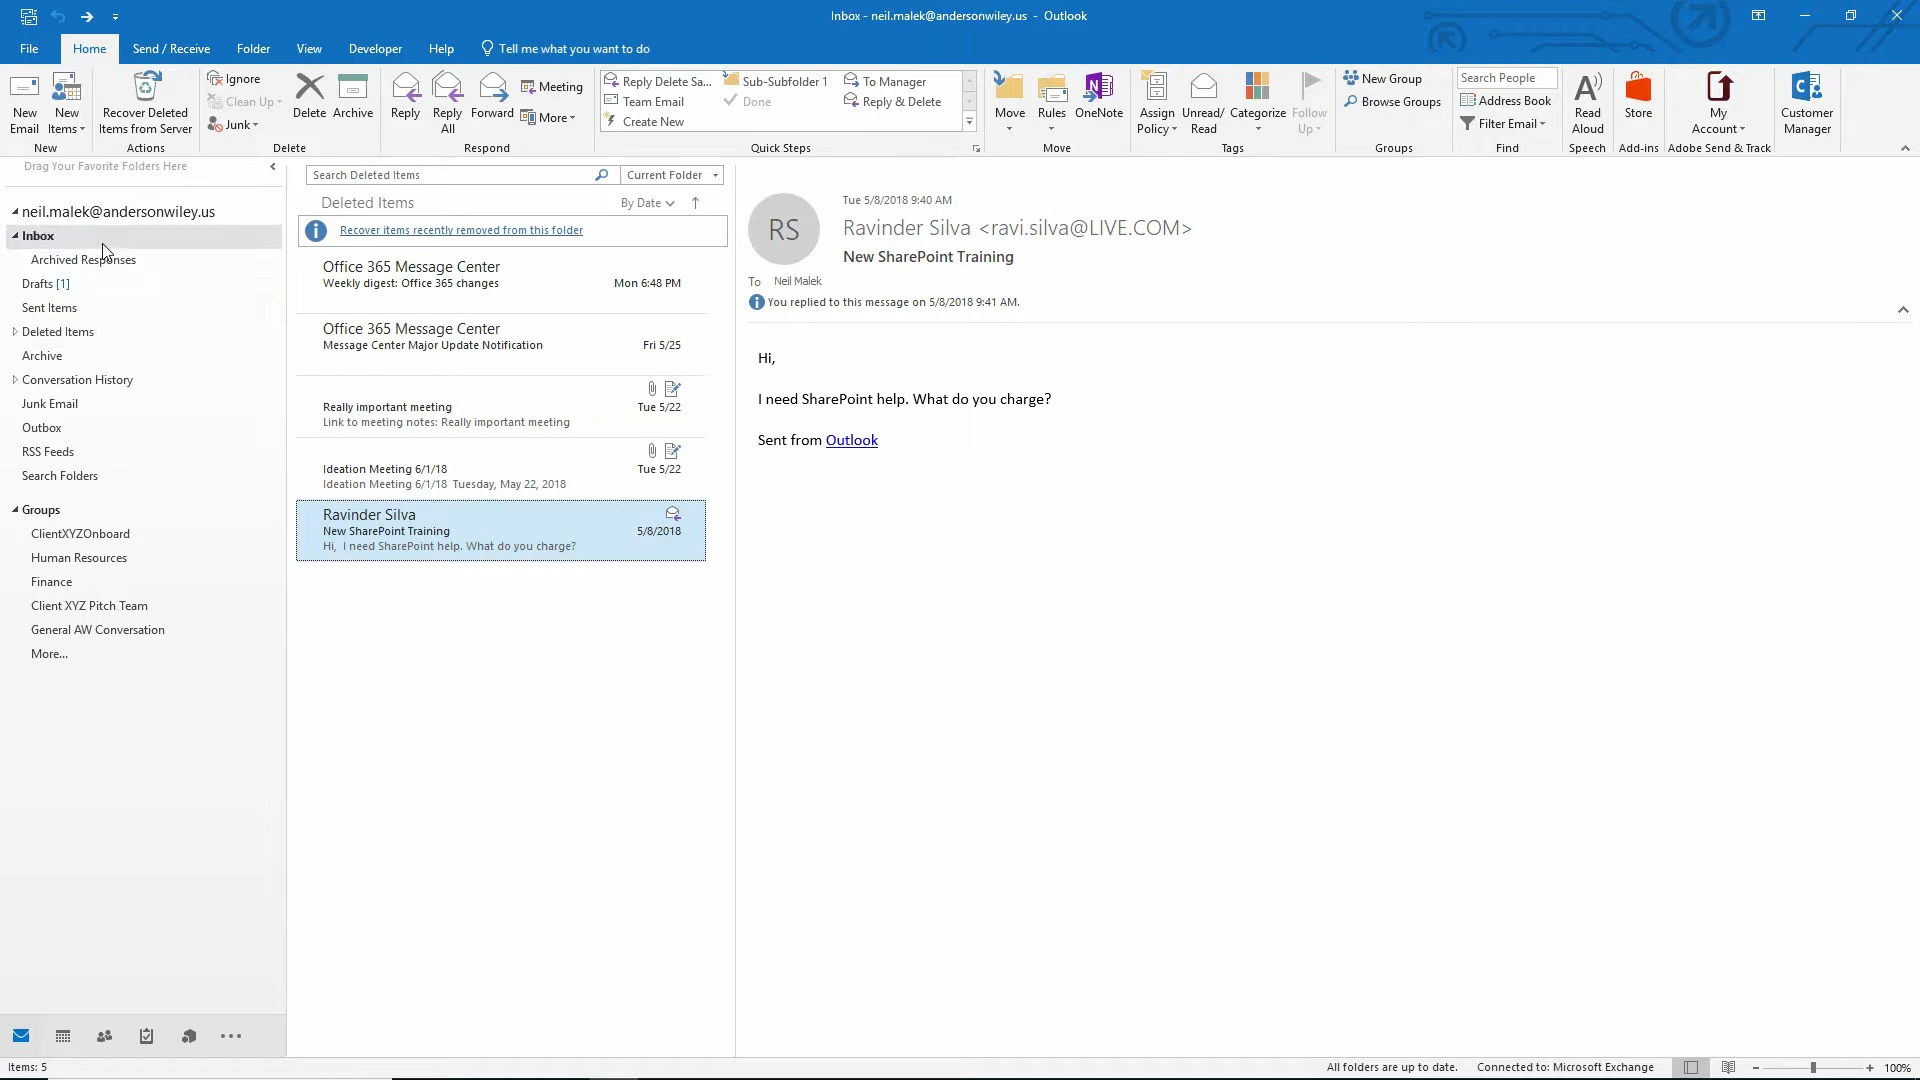 Inbox - neil.malek@andersonwiley.us - Outlook
File Home Send / Receive Folder View Developer Help Tell me what you want to do
New Email
New Items
New
Recover Deleted Items from Server
Actions
Ignore
Clean Up
Junk
Delete
Archive
Delete
Reply
Reply All
Forward
Meeting
More
Respond
Reply Delete Sa...
Team Email
Create New
Sub-Subfolder 1
Done
To Manager
Reply & Delete
Quick Steps
Move
Rules
OneNote
Move
Assign Policy
Unread/ Read
Categorize
Follow Up
Tags
New Group
Browse Groups
Groups
Search People
Address Book
Filter Email
Find
Read Aloud
Speech
Store
Add-ins
My Account
Adobe Send & Track
Customer Manager
Drag Your Favorite Folders Here
neil.malek@andersonwiley.us
Inbox
Archived Responses
Drafts [1]
Sent Items
Deleted Items
Archive
Conversation History
Junk Email
Outbox
RSS Feeds
Search Folders
Groups
ClientXYZOnboard
Human Resources
Finance
Client XYZ Pitch Team
General AW Conversation
More...
Items: 5
Search Deleted Items
Current Folder
Deleted Items
By Date
Recover items recently removed from this folder
Office 365 Message Center
Weekly digest: Office 365 changes Mon 6:48 PM
Office 365 Message Center
Message Center Major Update Notification Fri 5/25
Really important meeting Tue 5/22
Link to meeting notes: Really important meeting
Ideation Meeting 6/1/18 Tue 5/22
Ideation Meeting 6/1/18 Tuesday, May 22, 2018
Ravinder Silva
New SharePoint Training 5/8/2018
Hi, I need SharePoint help. What do you charge?
RS
Tue 5/8/2018 9:40 AM
Ravinder Silva <ravi.silva@LIVE.COM>
New SharePoint Training
To Neil Malek
You replied to this message on 5/8/2018 9:41 AM.
Hi,
I need SharePoint help. What do you charge?
Sent from Outlook
All folders are up to date. Connected to: Microsoft Exchange 100%